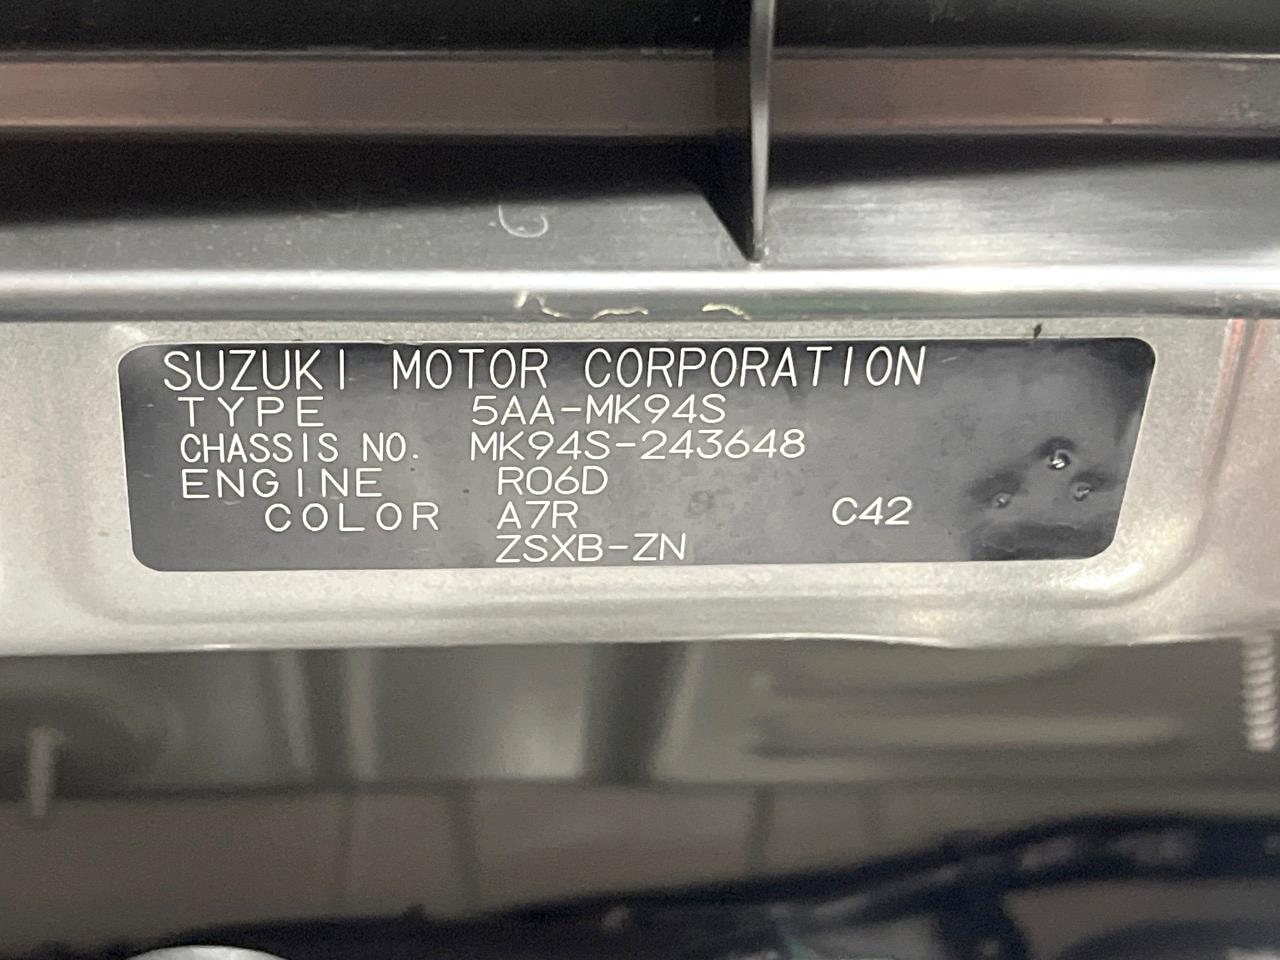 SUZUKI MOTOR CORPORATION
TYPE 5AA-MK94S
CHASSIS NO. MK94S-243648
ENGINE R06D
COLOR A7R C42
ZSXB-ZN